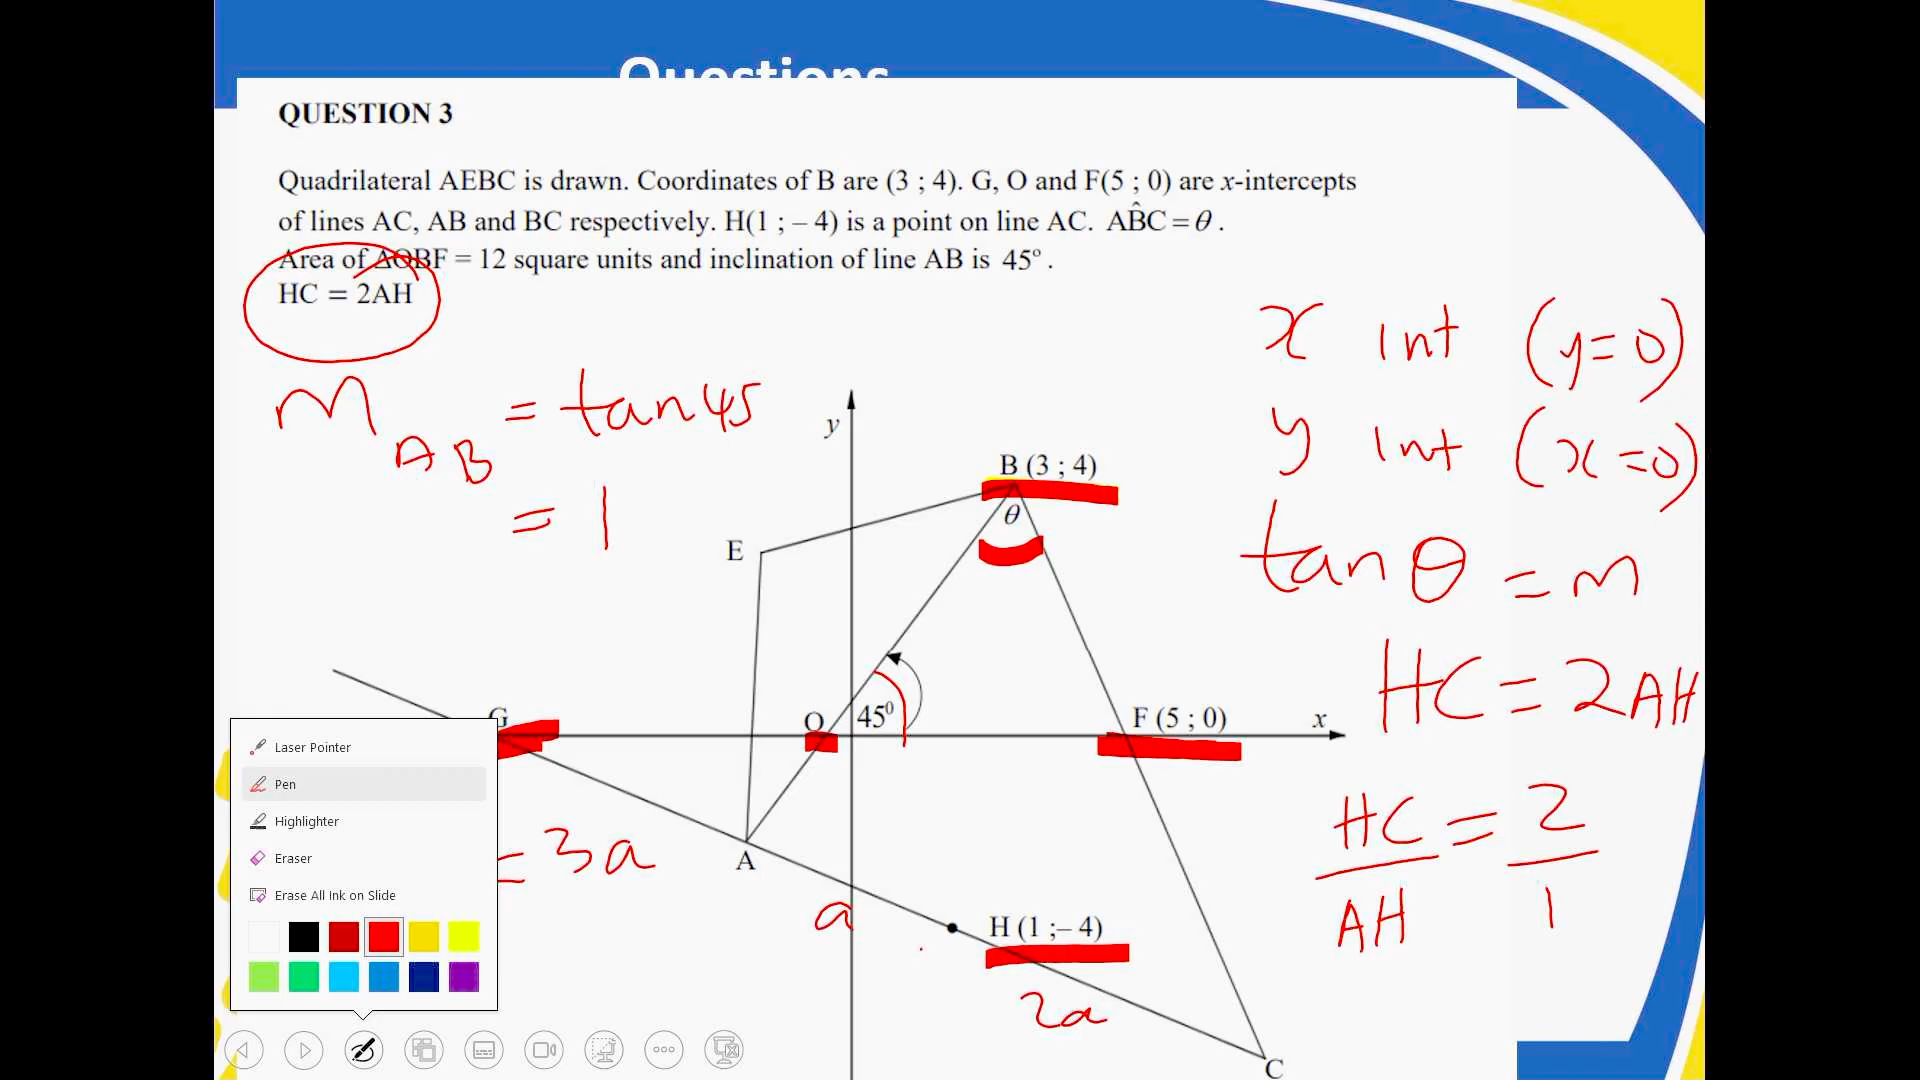 Questions
QUESTION 3
Quadrilateral AEBC is drawn. Coordinates of B are (3 ; 4). G, O and F(5 ; 0) are x-intercepts
of lines AC, AB and BC respectively. H(1 ; – 4) is a point on line AC. AB̂C = θ .
Area of ΔOBF = 12 square units and inclination of line AB is 45° .
HC = 2AH
x int (y=0)
m AB = tan 45
= 1
y int (x=0)
tan θ = m
HC = 2AH
HC/AH = 2/1
y
B (3 ; 4)
θ
E
G
O
45⁰
F (5 ; 0)
x
A
H (1 ;– 4)
C
= 3a
a
2a
Laser Pointer
Pen
Highlighter
Eraser
Erase All Ink on Slide